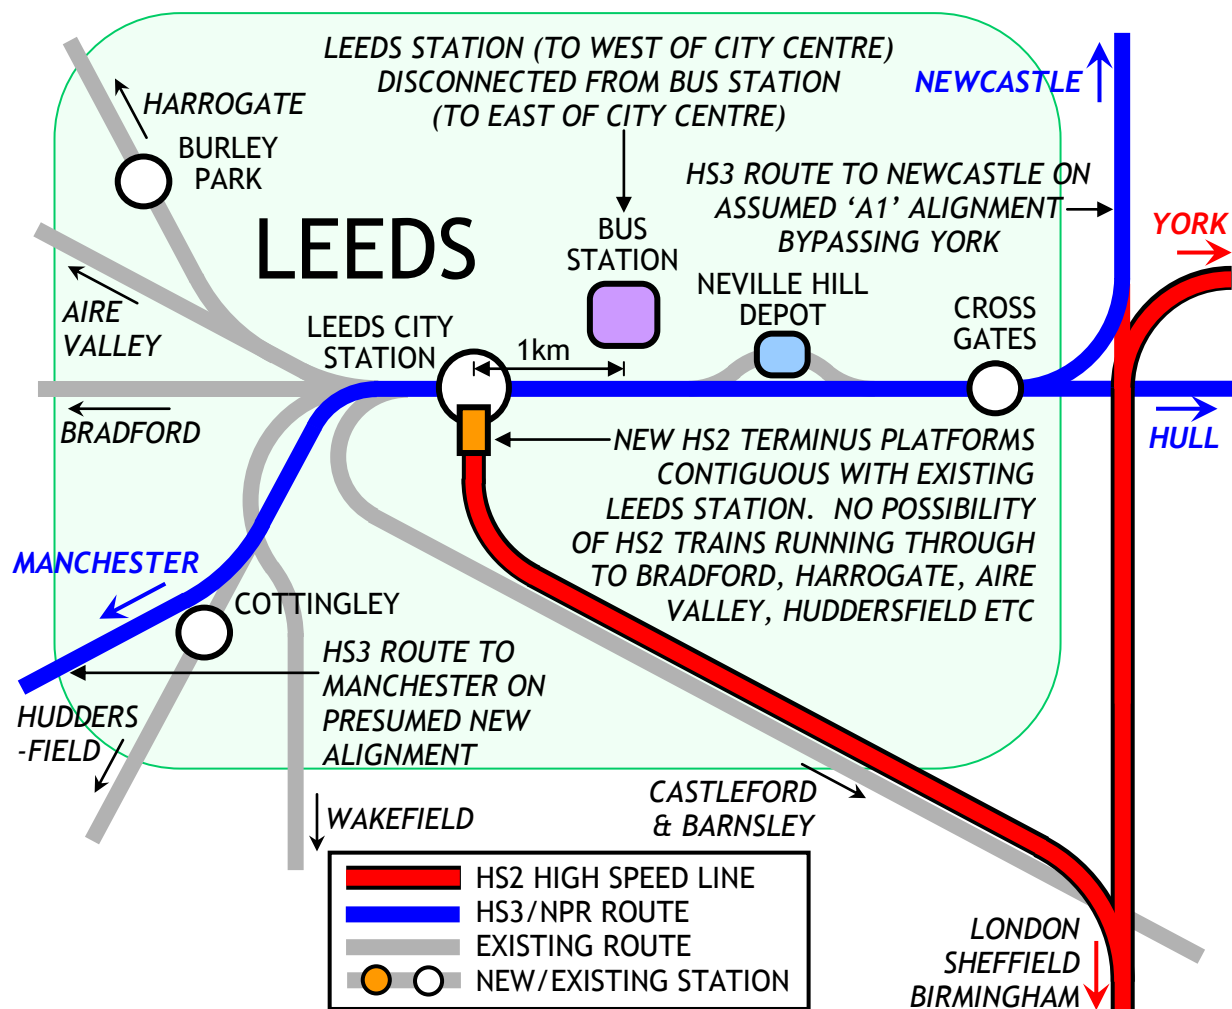 LEEDS STATION (TO WEST OF CITY CENTRE)
DISCONNECTED FROM BUS STATION
(TO EAST OF CITY CENTRE)
NEWCASTLE
HARROGATE
BURLEY
PARK
HS3 ROUTE TO NEWCASTLE ON
ASSUMED ‘A1’ ALIGNMENT
BYPASSING YORK
YORK
LEEDS
BUS
STATION
NEVILLE HILL
DEPOT
CROSS
GATES
AIRE
VALLEY
LEEDS CITY
STATION
1km
BRADFORD
HULL
NEW HS2 TERMINUS PLATFORMS
CONTIGUOUS WITH EXISTING
LEEDS STATION. NO POSSIBILITY
OF HS2 TRAINS RUNNING THROUGH
TO BRADFORD, HARROGATE, AIRE
VALLEY, HUDDERSFIELD ETC
MANCHESTER
COTTINGLEY
HS3 ROUTE TO
MANCHESTER ON
PRESUMED NEW
ALIGNMENT
HUDDERS
-FIELD
WAKEFIELD
CASTLEFORD
& BARNSLEY
HS2 HIGH SPEED LINE
HS3/NPR ROUTE
EXISTING ROUTE
NEW/EXISTING STATION
LONDON
SHEFFIELD
BIRMINGHAM